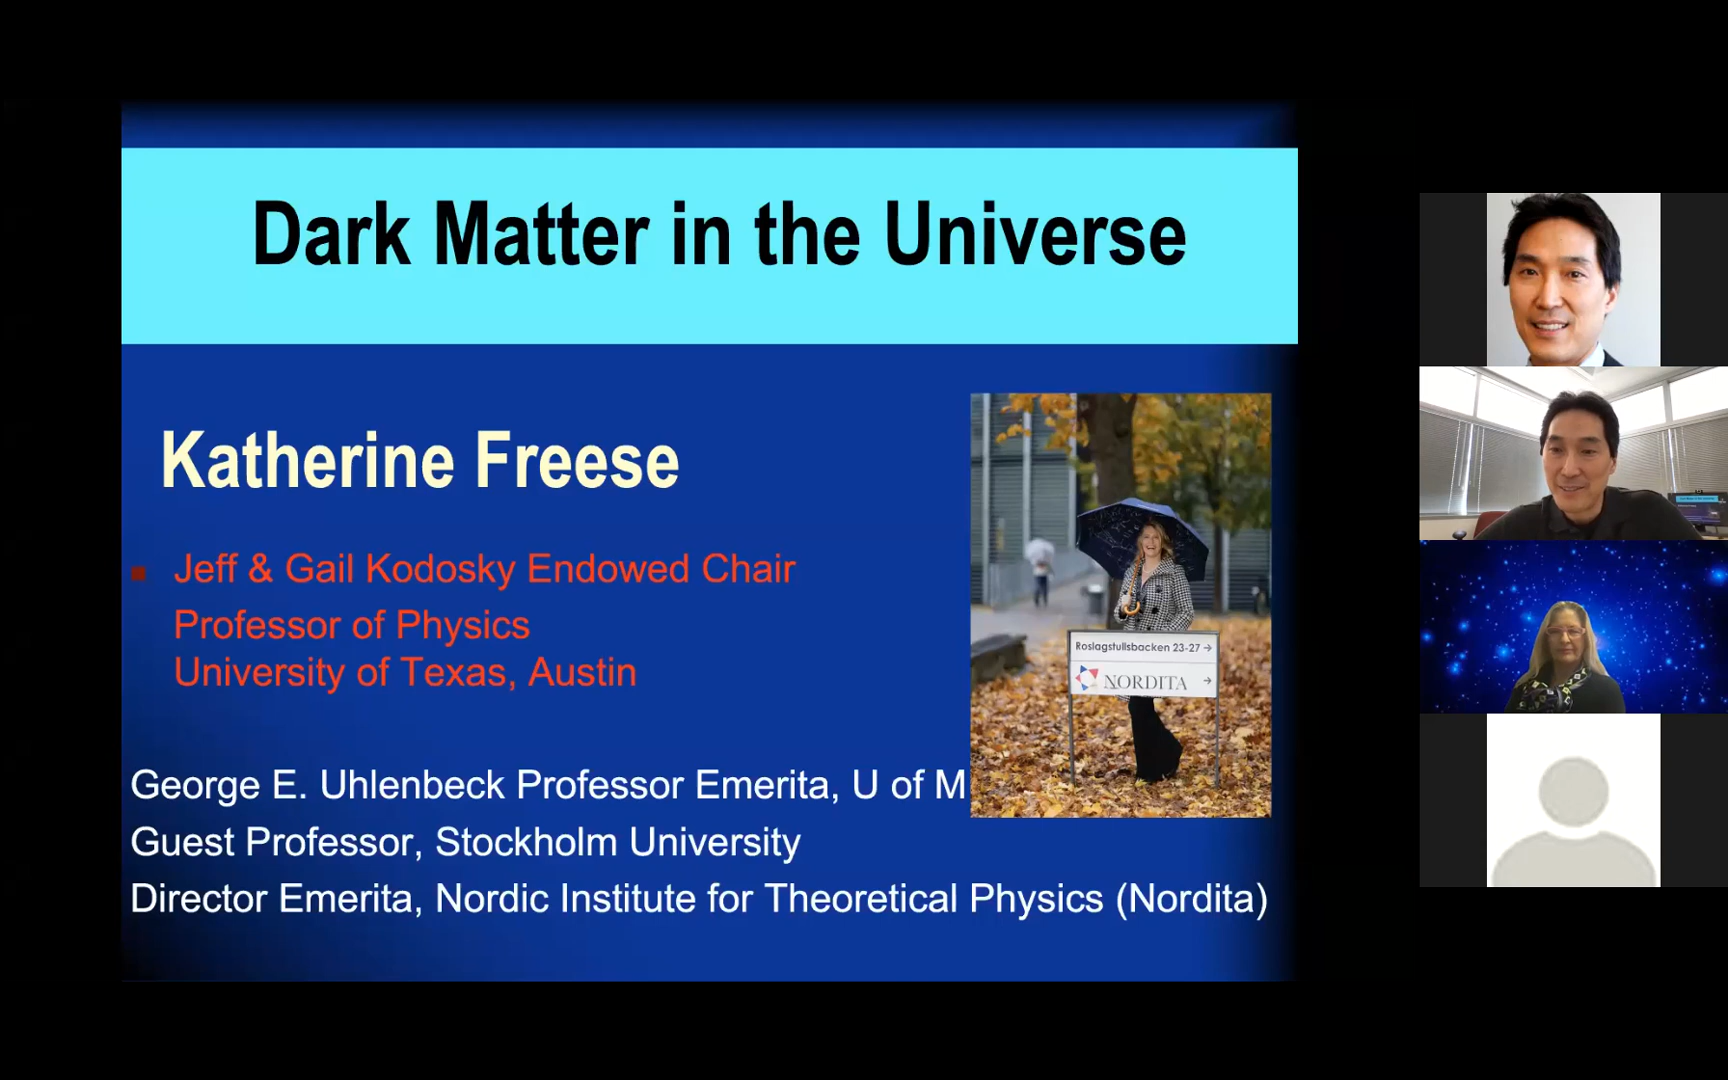 Dark Matter in the Universe
Katherine Freese
Jeff & Gail Kodosky Endowed Chair
Professor of Physics
University of Texas, Austin
Roslagstullsbacken 23-27 →
NORDITA →
George E. Uhlenbeck Professor Emerita, U of M
Guest Professor, Stockholm University
Director Emerita, Nordic Institute for Theoretical Physics (Nordita)